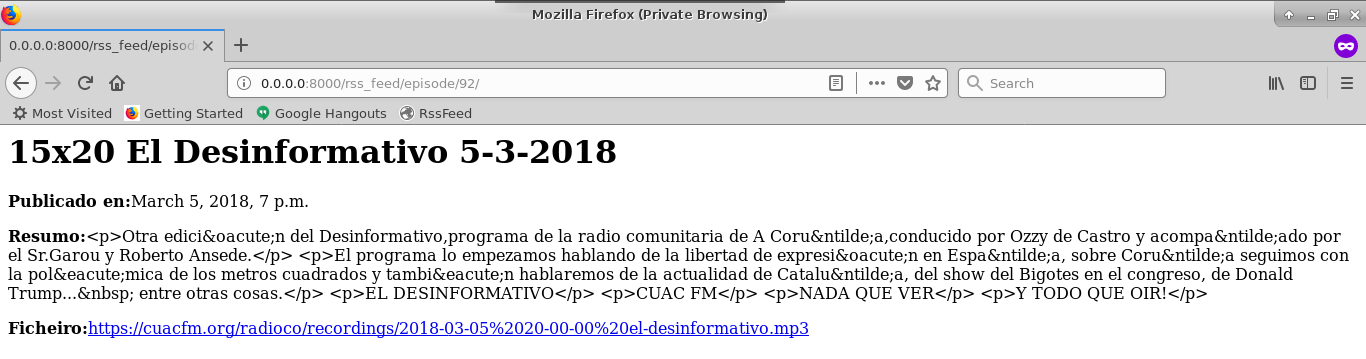 Mozilla Firefox (Private Browsing)
0.0.0.0:8000/rss_feed/episod
0.0.0.0:8000/rss_feed/episode/92/
Search
Most Visited
Getting Started
Google Hangouts
RssFeed
15x20 El Desinformativo 5-3-2018
Publicado en:March 5, 2018, 7 p.m.
Resumo:<p>Otra edici&oacute;n del Desinformativo,programa de la radio comunitaria de A Coru&ntilde;a,conducido por Ozzy de Castro y acompa&ntilde;ado por
el Sr.Garou y Roberto Ansede.</p> <p>El programa lo empezamos hablando de la libertad de expresi&oacute;n en Espa&ntilde;a, sobre Coru&ntilde;a seguimos con
la pol&eacute;mica de los metros cuadrados y tambi&eacute;n hablaremos de la actualidad de Catalu&ntilde;a, del show del Bigotes en el congreso, de Donald
Trump...&nbsp; entre otras cosas.</p> <p>EL DESINFORMATIVO</p> <p>CUAC FM</p> <p>NADA QUE VER</p> <p>Y TODO QUE OIR!</p>
Ficheiro:https://cuacfm.org/radioco/recordings/2018-03-05%2020-00-00%20el-desinformativo.mp3